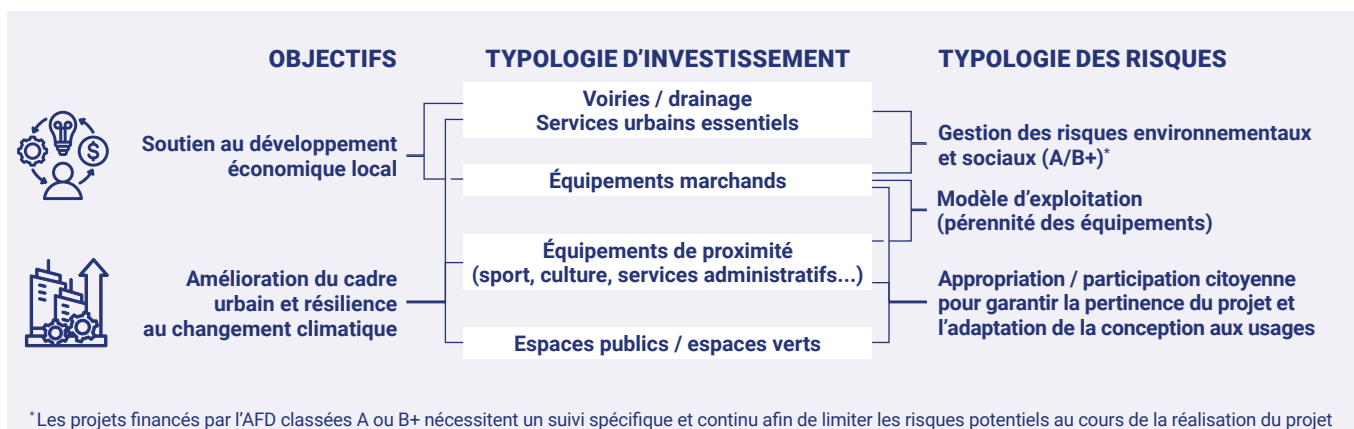 OBJECTIFS
Soutien au développement
économique local
Amélioration du cadre
urbain et résilience
au changement climatique
TYPOLOGIE D'INVESTISSEMENT
Voiries / drainage
Services urbains essentiels
Équipements marchands
Équipements de proximité
(sport, culture, services administratifs...)
Espaces publics / espaces verts
TYPOLOGIE DES RISQUES
Gestion des risques environnementaux
et sociaux (A/B+)*
Modèle d'exploitation
(pérennité des équipements)
Appropriation / participation citoyenne
pour garantir la pertinence du projet et
l'adaptation de la conception aux usages
*Les projets financés par l'AFD classées A ou B+ nécessitent un suivi spécifique et continu afin de limiter les risques potentiels au cours de la réalisation du projet